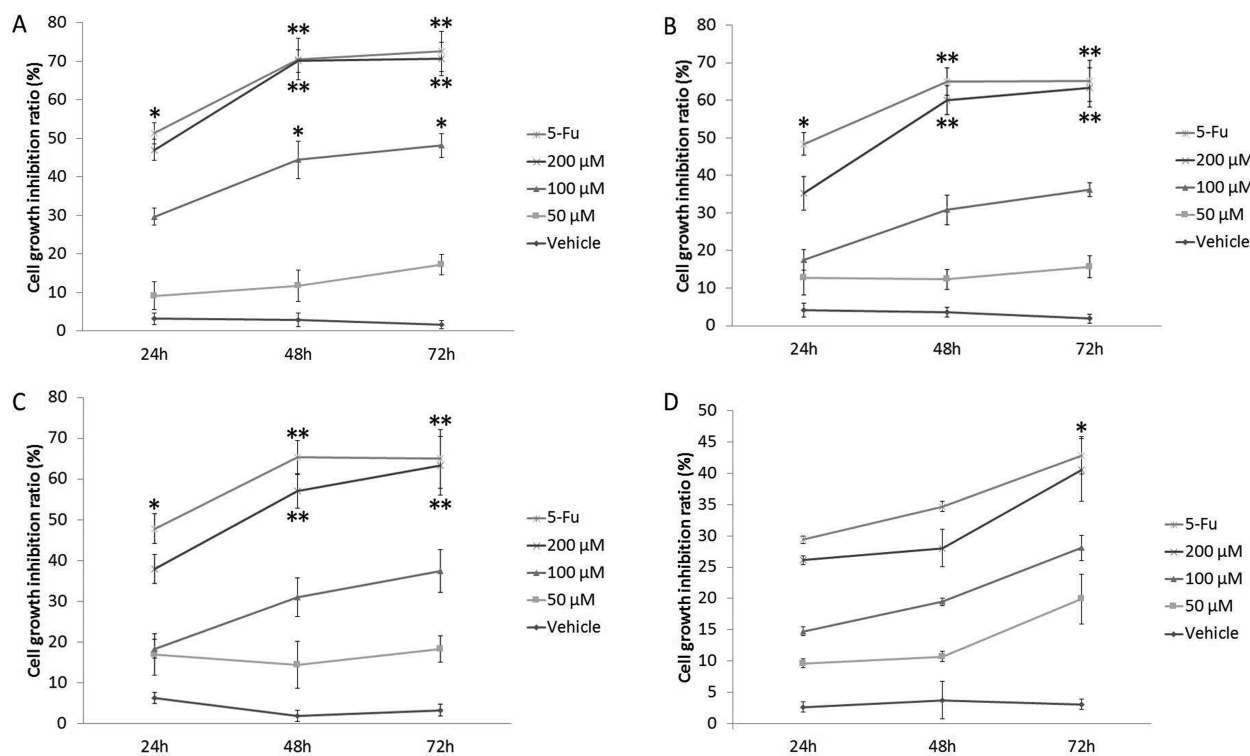 A
Cell growth inhibition ratio (%)
80
70
60
50
40
30
20
10
0
24h
48h
72h
*
**
**
**
**
*
*
5-Fu
200 µM
100 µM
50 µM
Vehicle
B
Cell growth inhibition ratio (%)
80
70
60
50
40
30
20
10
0
24h
48h
72h
*
**
**
**
**
5-Fu
200 µM
100 µM
50 µM
Vehicle
C
Cell growth inhibition ratio (%)
80
70
60
50
40
30
20
10
0
24h
48h
72h
*
**
**
**
**
5-Fu
200 µM
100 µM
50 µM
Vehicle
D
Cell growth inhibition ratio (%)
50
45
40
35
30
25
20
15
10
5
0
24h
48h
72h
*
5-Fu
200 µM
100 µM
50 µM
Vehicle